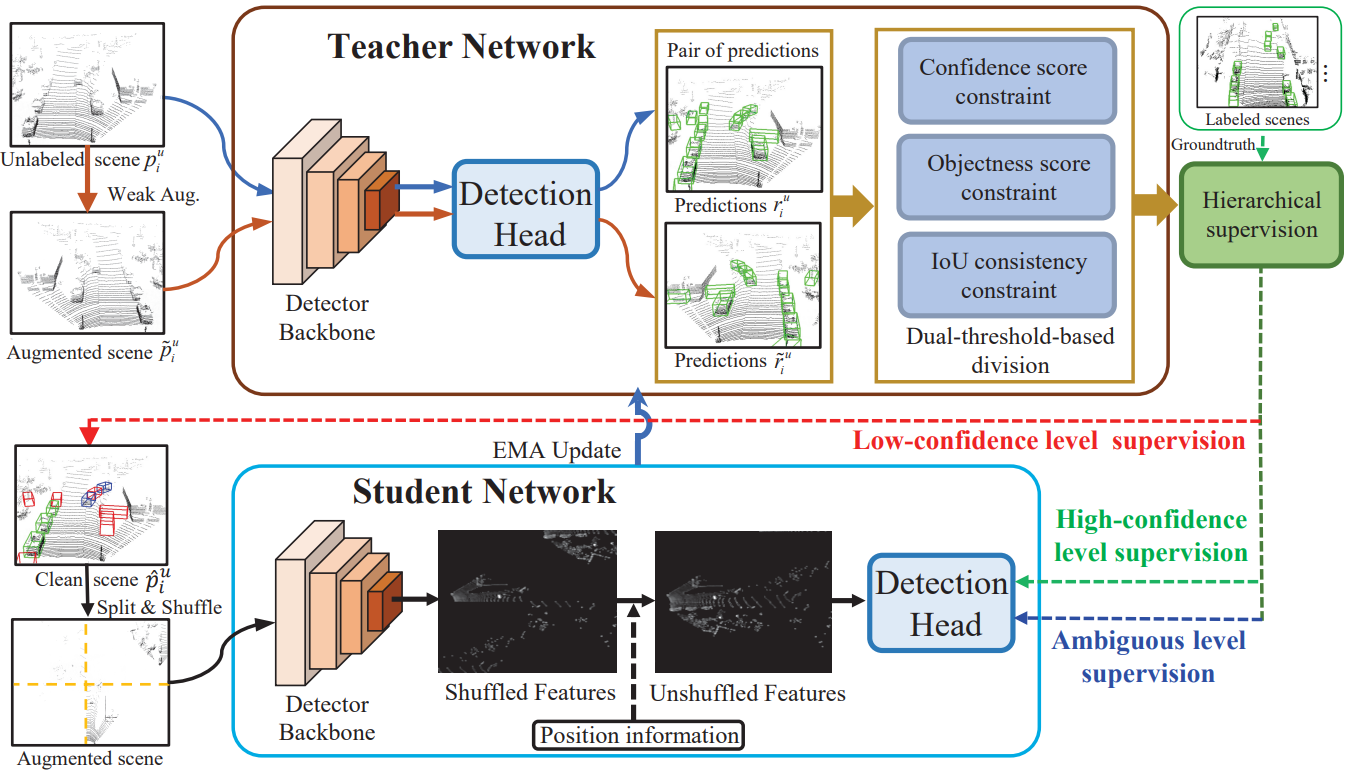 Teacher Network
Unlabeled scene p_i^u
Weak Aug.
Augmented scene p̃_i^u
Detector
Backbone
Detection
Head
Pair of predictions
Predictions r_i^u
Predictions r̃_i^u
Confidence score
constraint
Objectness score
constraint
IoU consistency
constraint
Dual-threshold-based
division
Labeled scenes
Groundtruth
Hierarchical
supervision
EMA Update
Low-confidence level supervision
High-confidence
level supervision
Ambiguous level
supervision
Student Network
Clean scene p̂_i^u
Split & Shuffle
Augmented scene
Detector
Backbone
Shuffled Features
Unshuffled Features
Position information
Detection
Head